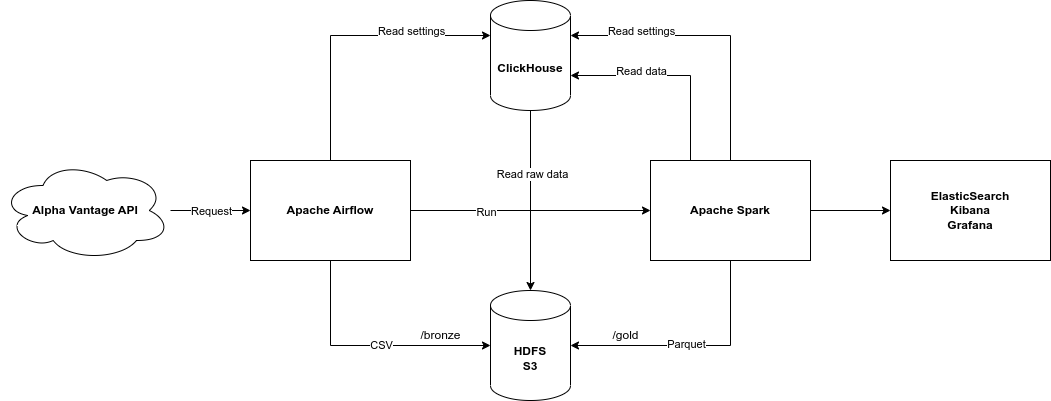 Read settings
Read settings
ClickHouse
Read data
Read raw data
Alpha Vantage API
Request
Apache Airflow
Run
Apache Spark
ElasticSearch
Kibana
Grafana
CSV
/bronze
HDFS
S3
/gold
Parquet